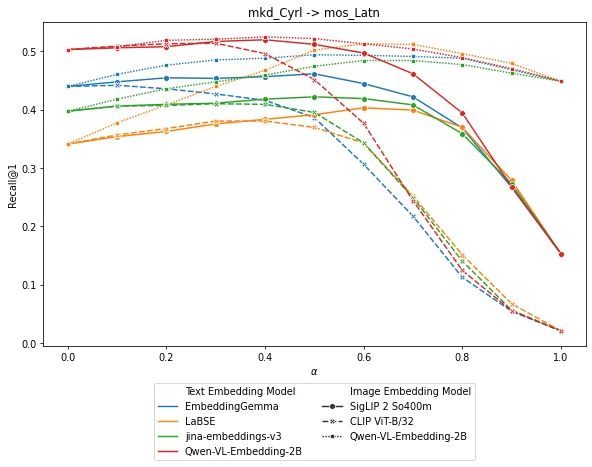 mkd_Cyrl -> mos_Latn
Recall@1
0.5
0.4
0.3
0.2
0.1
0.0
0.0 0.2 0.4 0.6 0.8 1.0
α
Text Embedding Model
EmbeddingGemma
LaBSE
jina-embeddings-v3
Qwen-VL-Embedding-2B
Image Embedding Model
SigLIP 2 So400m
CLIP ViT-B/32
Qwen-VL-Embedding-2B